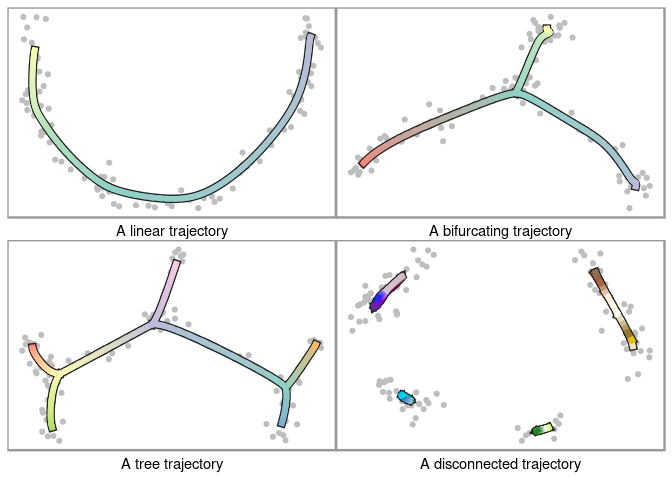 A linear trajectory
A bifurcating trajectory
A tree trajectory
A disconnected trajectory